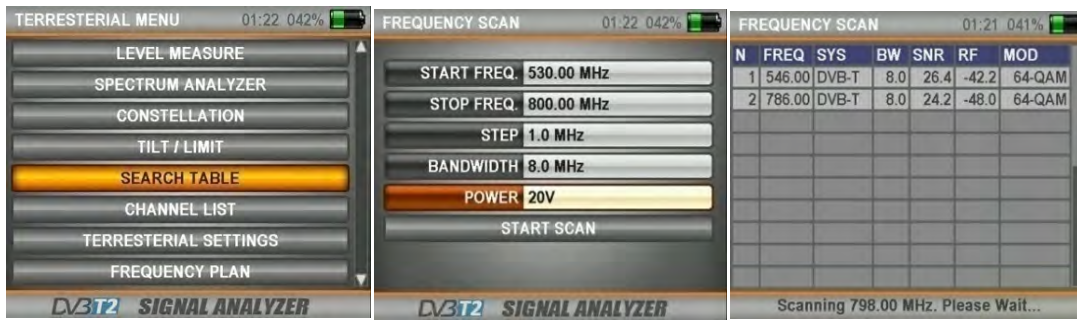 TERRESTERIAL MENU 01:22 042%
LEVEL MEASURE
SPECTRUM ANALYZER
CONSTELLATION
TILT / LIMIT
SEARCH TABLE
CHANNEL LIST
TERRESTERIAL SETTINGS
FREQUENCY PLAN
DVB T2 SIGNAL ANALYZER
FREQUENCY SCAN 01:22 042%
START FREQ. 530.00 MHz
STOP FREQ. 800.00 MHz
STEP 1.0 MHz
BANDWIDTH 8.0 MHz
POWER 20V
START SCAN
DVB T2 SIGNAL ANALYZER
FREQUENCY SCAN 01:21 041%
N FREQ SYS BW SNR RF MOD
1 546.00 DVB-T 8.0 26.4 -42.2 64-QAM
2 786.00 DVB-T 8.0 24.2 -48.0 64-QAM
Scanning 798.00 MHz. Please Wait...